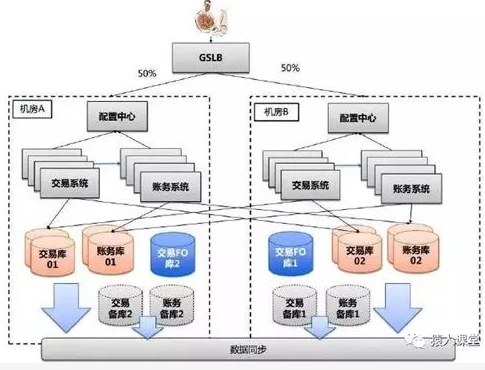 GSLB
50%
50%
机房A
机房B
配置中心
配置中心
交易系统
账务系统
交易系统
账务系统
交易库
01
账务库
01
交易FO
库2
交易FO
库1
交易库
02
账务库
02
交易
备库2
账务
备库2
交易
备库1
账务
备库1
猿人课堂
数据同步